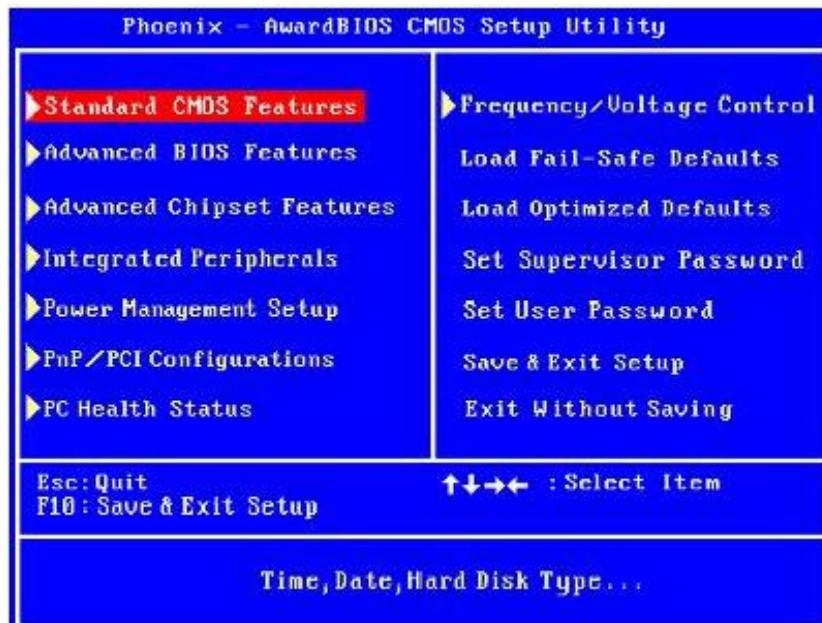 Phoenix - AwardBIOS CMOS Setup Utility
Standard CMOS Features
Advanced BIOS Features
Advanced Chipset Features
Integrated Peripherals
Power Management Setup
PnP/PCI Configurations
PC Health Status
Frequency/Voltage Control
Load Fail-Safe Defaults
Load Optimized Defaults
Set Supervisor Password
Set User Password
Save & Exit Setup
Exit Without Saving
Esc:Quit
F10:Save & Exit Setup
↑↓→← :Select Item
Time,Date,Hard Disk Type...